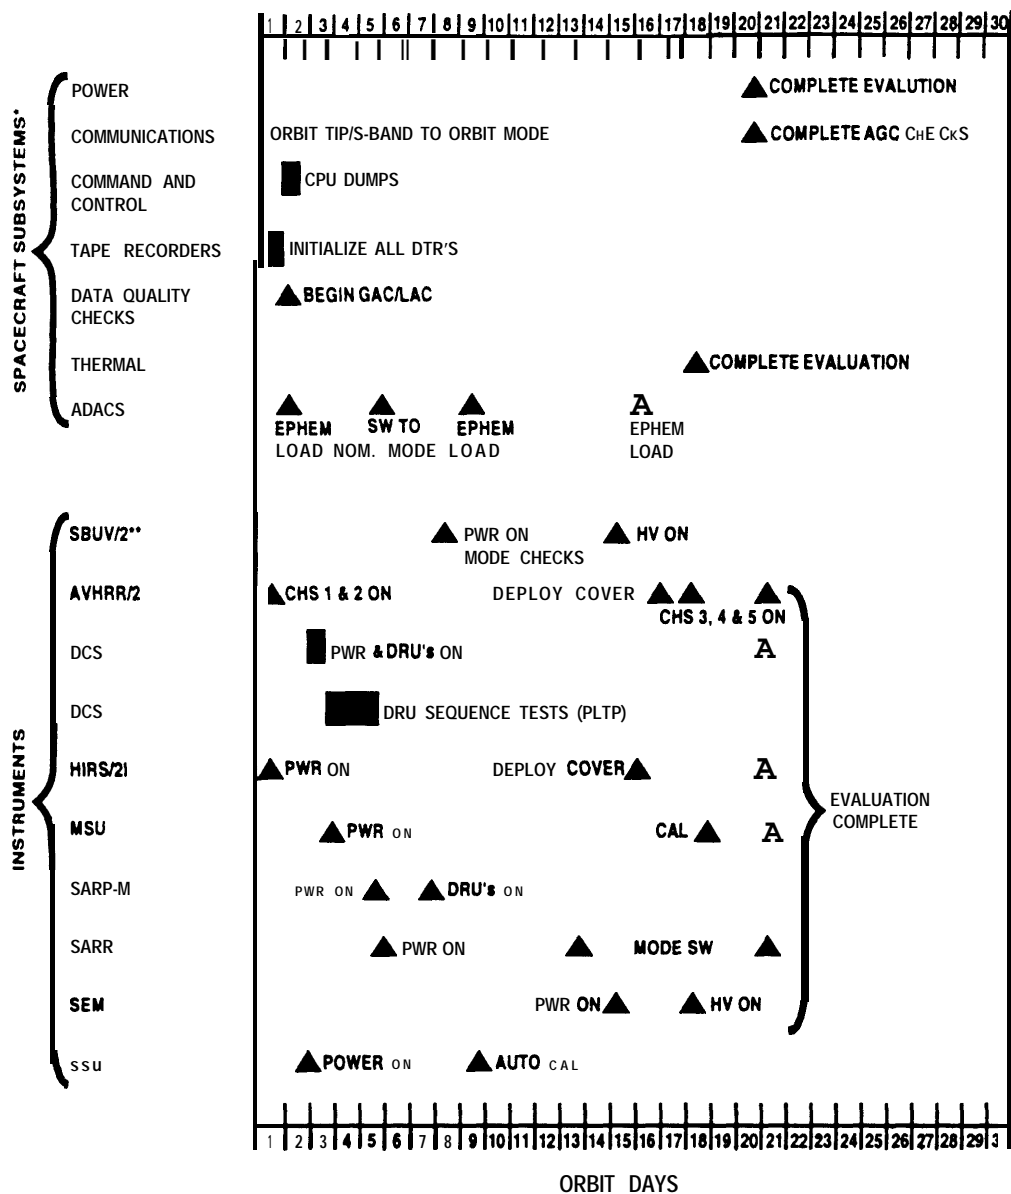 1 2 3 4 5 6 7 8 9 10 11 12 13 14 15 16 17 18 19 20 21 22 23 24 25 26 27 28 29 30
SPACECRAFT SUBSYSTEMS*
POWER
COMPLETE EVALUTION
COMMUNICATIONS
ORBIT TIP/S-BAND TO ORBIT MODE
COMPLETE AGC CHE CKS
COMMAND AND
CONTROL
CPU DUMPS
TAPE RECORDERS
INITIALIZE ALL DTR'S
DATA QUALITY
CHECKS
BEGIN GAC/LAC
THERMAL
COMPLETE EVALUATION
ADACS
A
EPHEM SW TO EPHEM EPHEM
LOAD NOM. MODE LOAD LOAD
INSTRUMENTS
SBUV/2**
PWR ON
MODE CHECKS
HV ON
AVHRR/2
CHS 1 & 2 ON
DEPLOY COVER
CHS 3, 4 & 5 ON
DCS
PWR & DRU's ON
A
DCS
DRU SEQUENCE TESTS (PLTP)
HIRS/2I
PWR ON
DEPLOY COVER
A
EVALUATION
COMPLETE
MSU
PWR ON
CAL
A
SARP-M
PWR ON
DRU's ON
SARR
PWR ON
MODE SW
SEM
PWR ON
HV ON
ssu
POWER ON
AUTO CAL
1 2 3 4 5 6 7 8 9 10 11 12 13 14 15 16 17 18 19 20 21 22 23 24 25 26 27 28 29 3
ORBIT DAYS